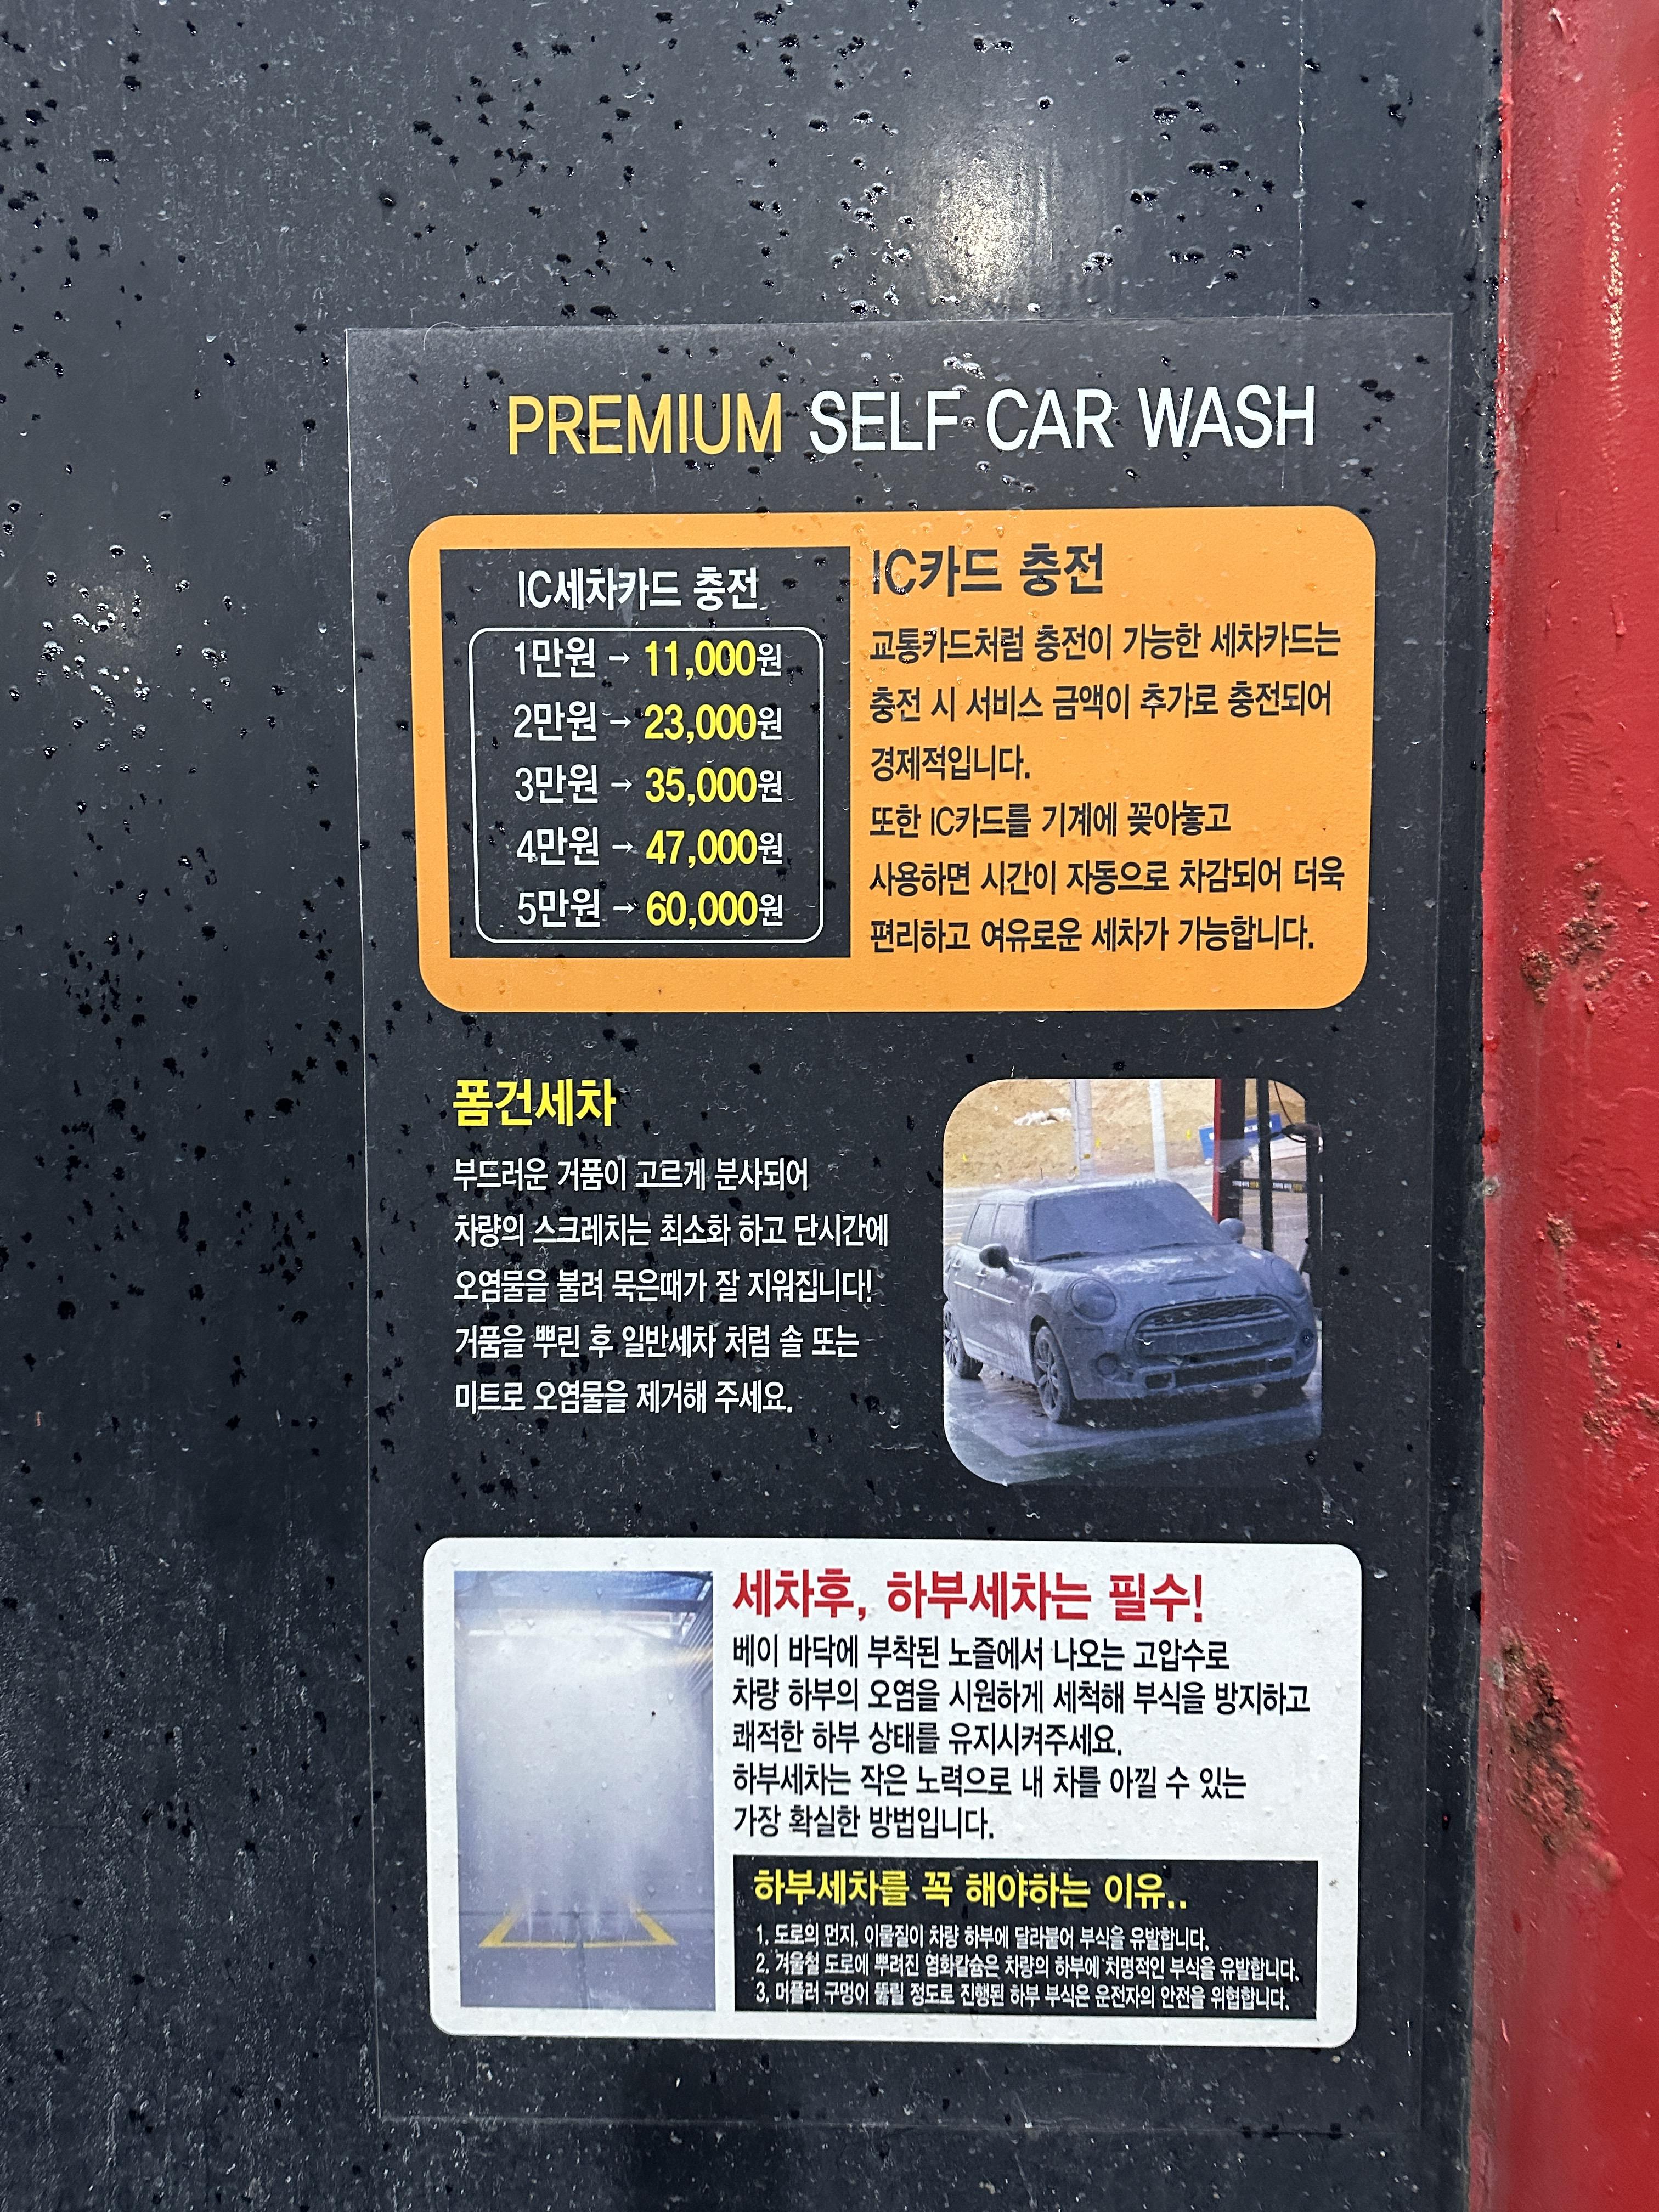 PREMIUM SELF CAR WASH
IC세차카드 충전
1만원 → 11,000원
2만원 → 23,000원
3만원 → 35,000원
4만원 → 47,000원
5만원 → 60,000원
IC카드 충전
교통카드처럼 충전이 가능한 세차카드는
충전 시 서비스 금액이 추가로 충전되어
경제적입니다.
또한 IC카드를 기계에 꽂아놓고
사용하면 시간이 자동으로 차감되어 더욱
편리하고 여유로운 세차가 가능합니다.
폼건세차
부드러운 거품이 고르게 분사되어
차량의 스크레치는 최소화 하고 단시간에
오염물을 불려 묵은때가 잘 지워집니다!
거품을 뿌린 후 일반세차 처럼 솔 또는
미트로 오염물을 제거해 주세요.
세차후, 하부세차는 필수!
베이 바닥에 부착된 노즐에서 나오는 고압수로
차량 하부의 오염을 시원하게 세척해 부식을 방지하고
쾌적한 하부 상태를 유지시켜주세요.
하부세차는 작은 노력으로 내 차를 아낄 수 있는
가장 확실한 방법입니다.
하부세차를 꼭 해야하는 이유..
1. 도로의 먼지, 이물질이 차량 하부에 달라붙어 부식을 유발합니다.
2. 겨울철 도로에 뿌려진 염화칼슘은 차량의 하부에 치명적인 부식을 유발합니다.
3. 머플러 구멍이 뚫릴 정도로 진행된 하부 부식은 운전자의 안전을 위협합니다.